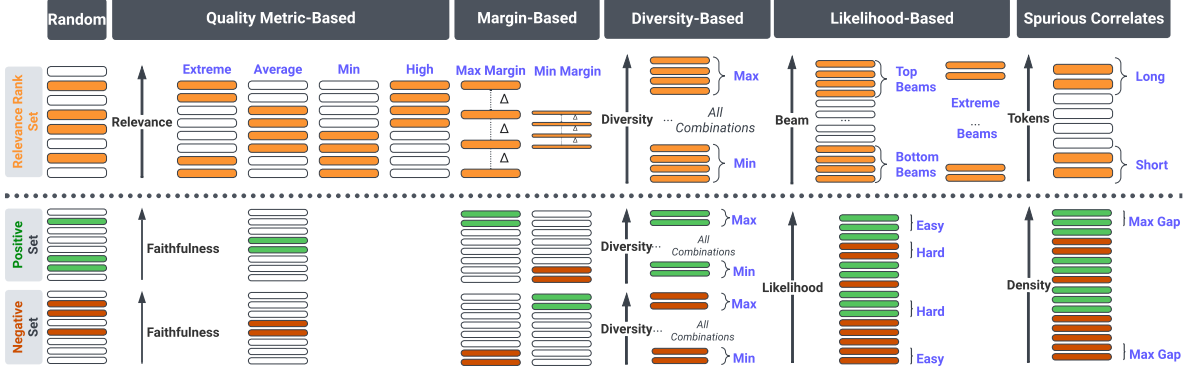 Random
Quality Metric-Based
Margin-Based
Diversity-Based
Likelihood-Based
Spurious Correlates
Relevance Rank
Set
Relevance
Extreme
Average
Min
High
Max Margin
Min Margin
Δ
Δ
Δ
Δ
Δ
Δ
Diversity
Max
...
All
Combinations
Min
Beam
Top
Beams
...
Bottom
Beams
Extreme
...
Beams
Tokens
Long
Short
Positive
Set
Faithfulness
Diversity...
Max
All
Combinations
Min
Negative
Set
Faithfulness
Diversity...
Max
All
Combinations
Min
Likelihood
Easy
Hard
Hard
Easy
Density
Max Gap
Max Gap